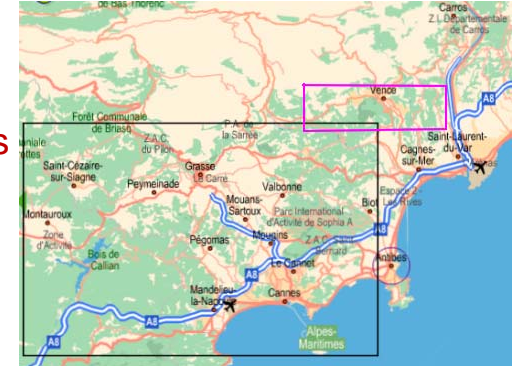 de Bas Thorenc
Carros
Z.I. Départementale
de Carros
Vence
A8
Forêt Communale
de Briasq
P.A. de
la Sarrée
Z.A.C.
du Plan
s
Saint-Laurent-
du-Var
Cagnes-
sur-Mer
Grasse
Le Carré
Saint-Cézaire-
sur-Siagne
Peymeinade
Valbonne
Mouans-
Sartoux
Biot
Espace 2
Les Rives
Parc International
d'Activité de Sophia A
Montauroux
Zone
d'Activité
Pégomas
Mougins
Z.A.C. Saint
Bernard
A8
Bois de
Callian
Le Cannet
Antibes
A8
Mandelieu-
la-Napoule
Cannes
A8
Alpes-
Maritimes